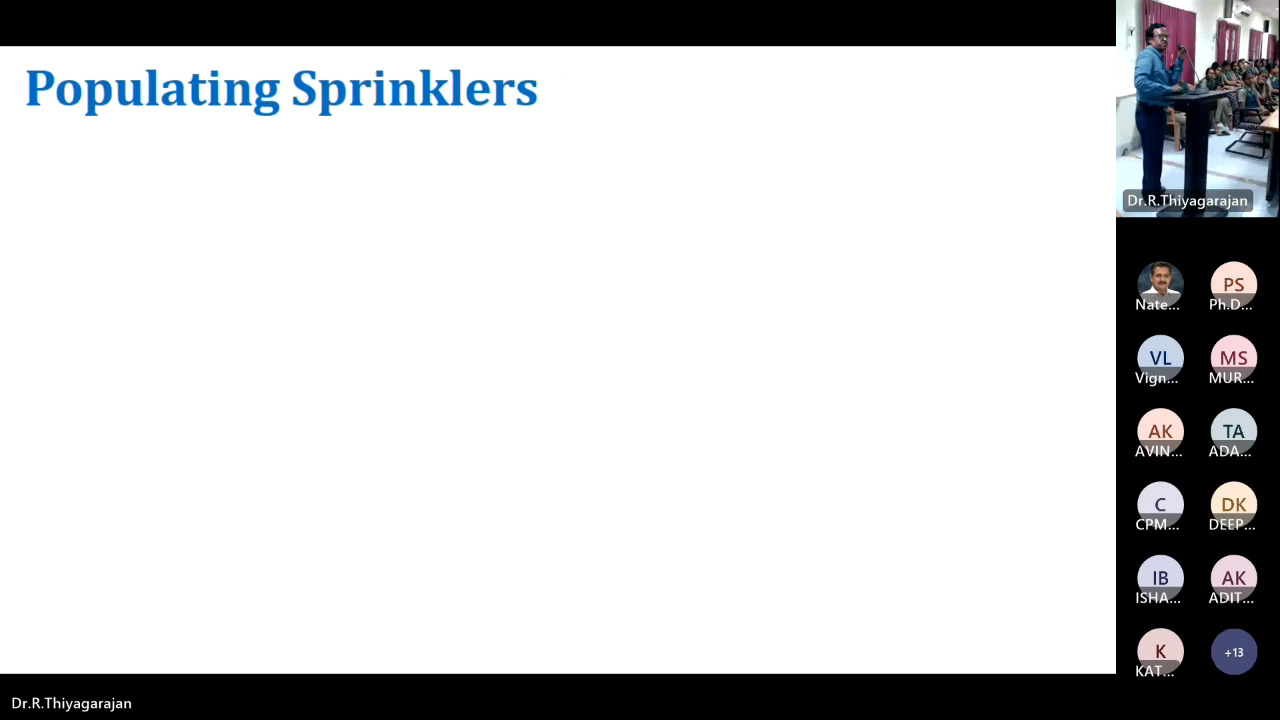 Populating Sprinklers
Dr.R.Thiyagarajan
Nate...
PS
Ph.D...
VL
Vign...
MS
MUR...
AK
AVIN...
TA
ADA...
C
CPM...
DK
DEEP...
IB
ISHA...
AK
ADIT...
K
KAT...
+13
Dr.R.Thiyagarajan